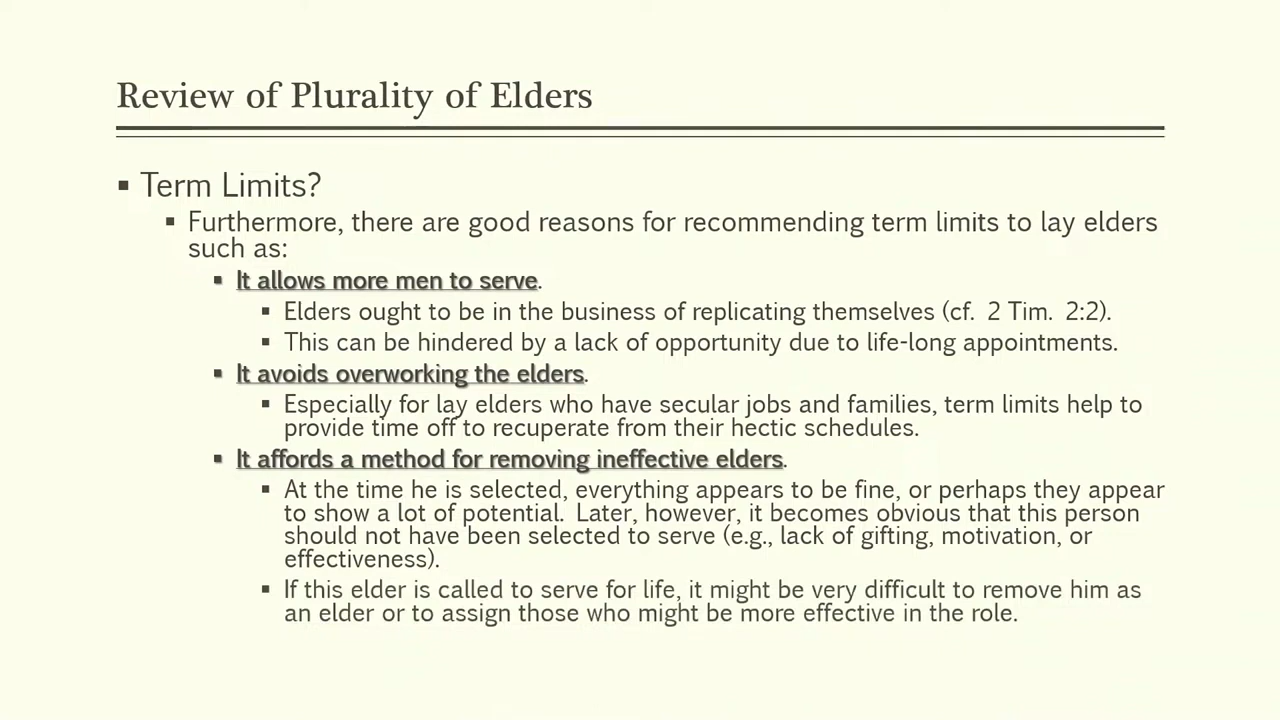 Review of Plurality of Elders
▪ Term Limits?
▪ Furthermore, there are good reasons for recommending term limits to lay elders
such as:
▪ It allows more men to serve.
▪ Elders ought to be in the business of replicating themselves (cf. 2 Tim. 2:2).
▪ This can be hindered by a lack of opportunity due to life-long appointments.
▪ It avoids overworking the elders.
▪ Especially for lay elders who have secular jobs and families, term limits help to
provide time off to recuperate from their hectic schedules.
▪ It affords a method for removing ineffective elders.
▪ At the time he is selected, everything appears to be fine, or perhaps they appear
to show a lot of potential. Later, however, it becomes obvious that this person
should not have been selected to serve (e.g., lack of gifting, motivation, or
effectiveness).
▪ If this elder is called to serve for life, it might be very difficult to remove him as
an elder or to assign those who might be more effective in the role.